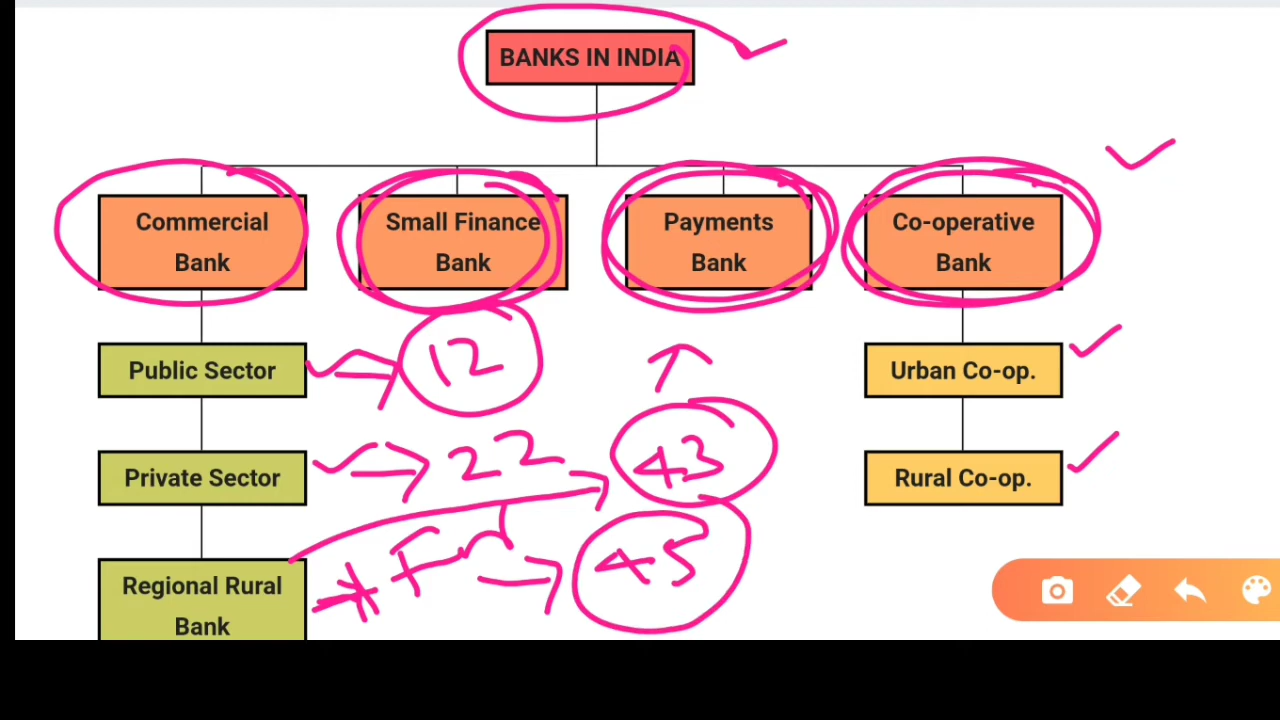 BANKS IN INDIA
Commercial
Bank
Small Finance
Bank
Payments
Bank
Co-operative
Bank
Public Sector
12
Urban Co-op.
Private Sector
22
43
Rural Co-op.
Regional Rural
Bank
45